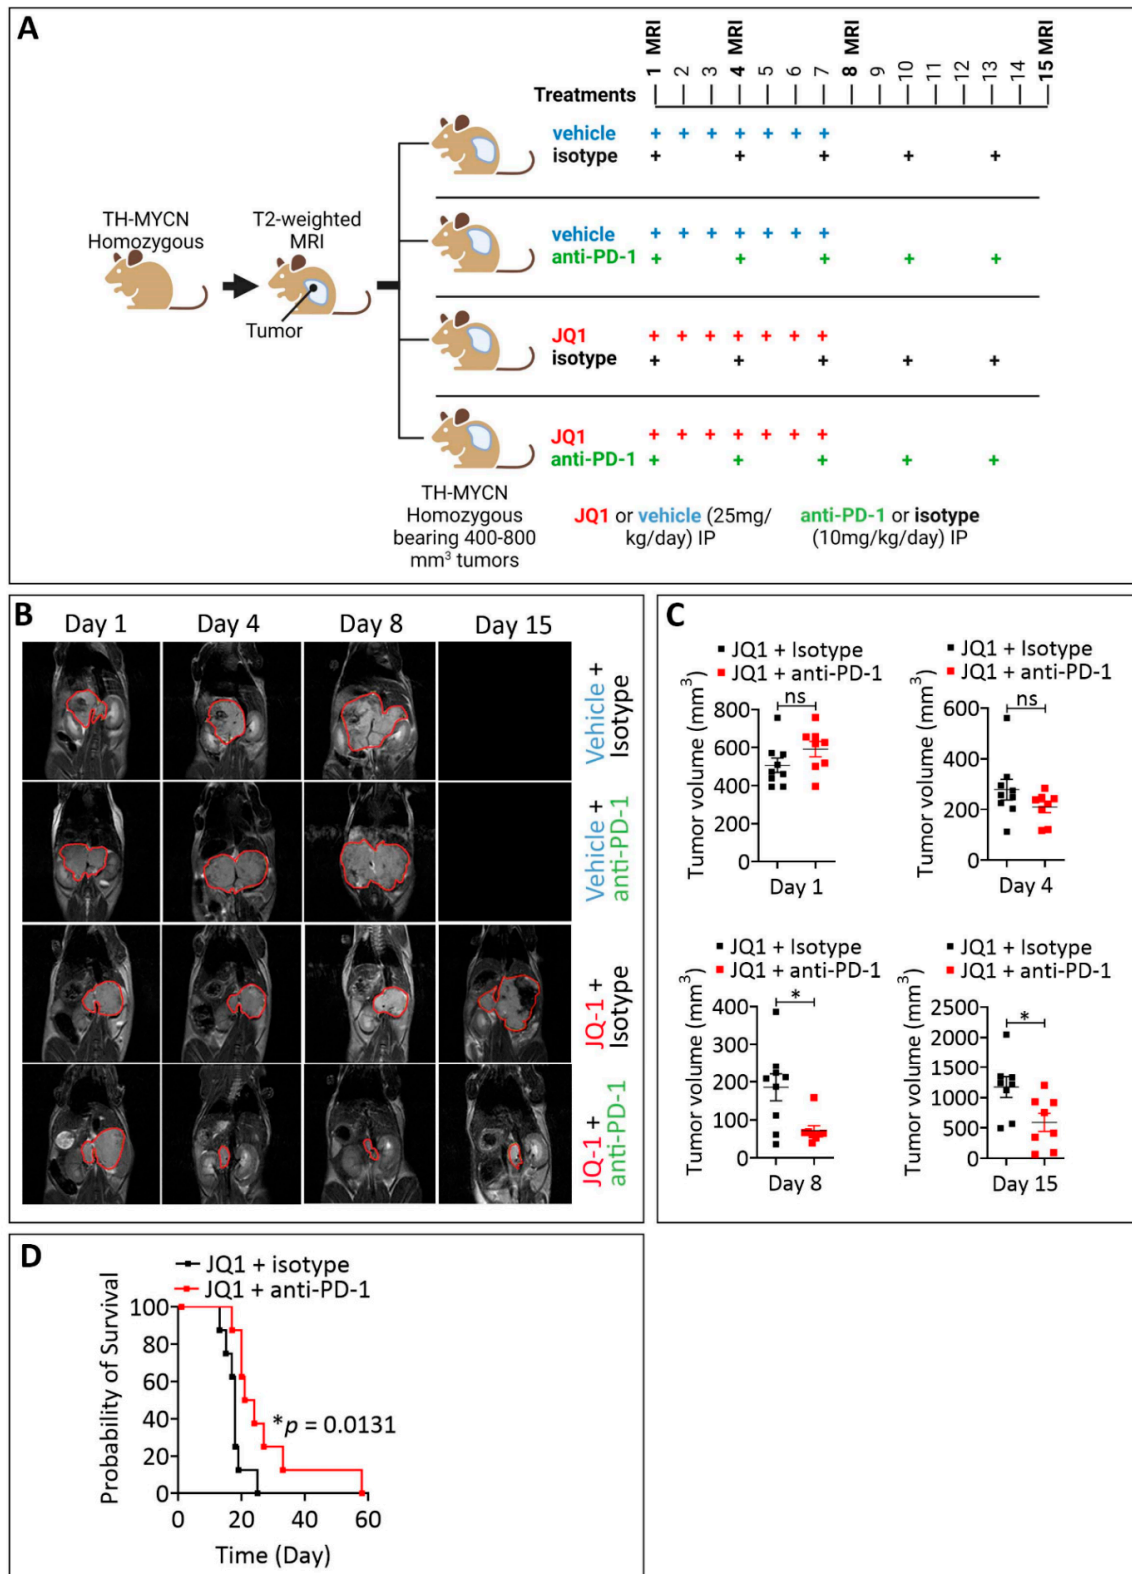 A
1 MRI
2
3
4 MRI
5
6
7
8 MRI
9
10
11
12
13
14
15 MRI
Treatments
vehicle + + + + + + +
isotype + + + + +
vehicle + + + + + + +
anti-PD-1 + + + + +
JQ1 + + + + + + +
isotype + + + + +
JQ1 + + + + + + +
anti-PD-1 + + + + +
TH-MYCN
Homozygous
T2-weighted
MRI
Tumor
TH-MYCN
Homozygous
bearing 400-800
mm³ tumors
JQ1 or vehicle (25mg/
kg/day) IP
anti-PD-1 or isotype
(10mg/kg/day) IP
B
Day 1 Day 4 Day 8 Day 15
Vehicle +
Isotype
Vehicle +
anti-PD-1
JQ-1 +
Isotype
JQ-1 +
anti-PD-1
C
JQ1 + Isotype
JQ1 + anti-PD-1
ns
Tumor volume (mm³)
800
600
400
200
0
Day 1
JQ1 + Isotype
JQ1 + anti-PD-1
ns
Tumor volume (mm³)
600
400
200
0
Day 4
JQ1 + Isotype
JQ1 + anti-PD-1
*
Tumor volume (mm³)
400
300
200
100
0
Day 8
JQ1 + Isotype
JQ1 + anti-PD-1
*
Tumor volume (mm³)
2500
2000
1500
1000
500
0
Day 15
D
JQ1 + isotype
JQ1 + anti-PD-1
Probability of Survival
100
80
60
40
20
0
*p = 0.0131
0 20 40 60
Time (Day)